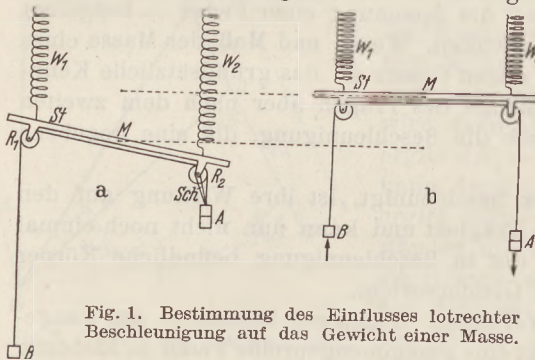 W1
W2
St
M
R1
R2
a
Sch
A
B
W1
W1
St
M
b
B
A
Fig. 1. Bestimmung des Einflusses lotrechter
Beschleunigung auf das Gewicht einer Masse.